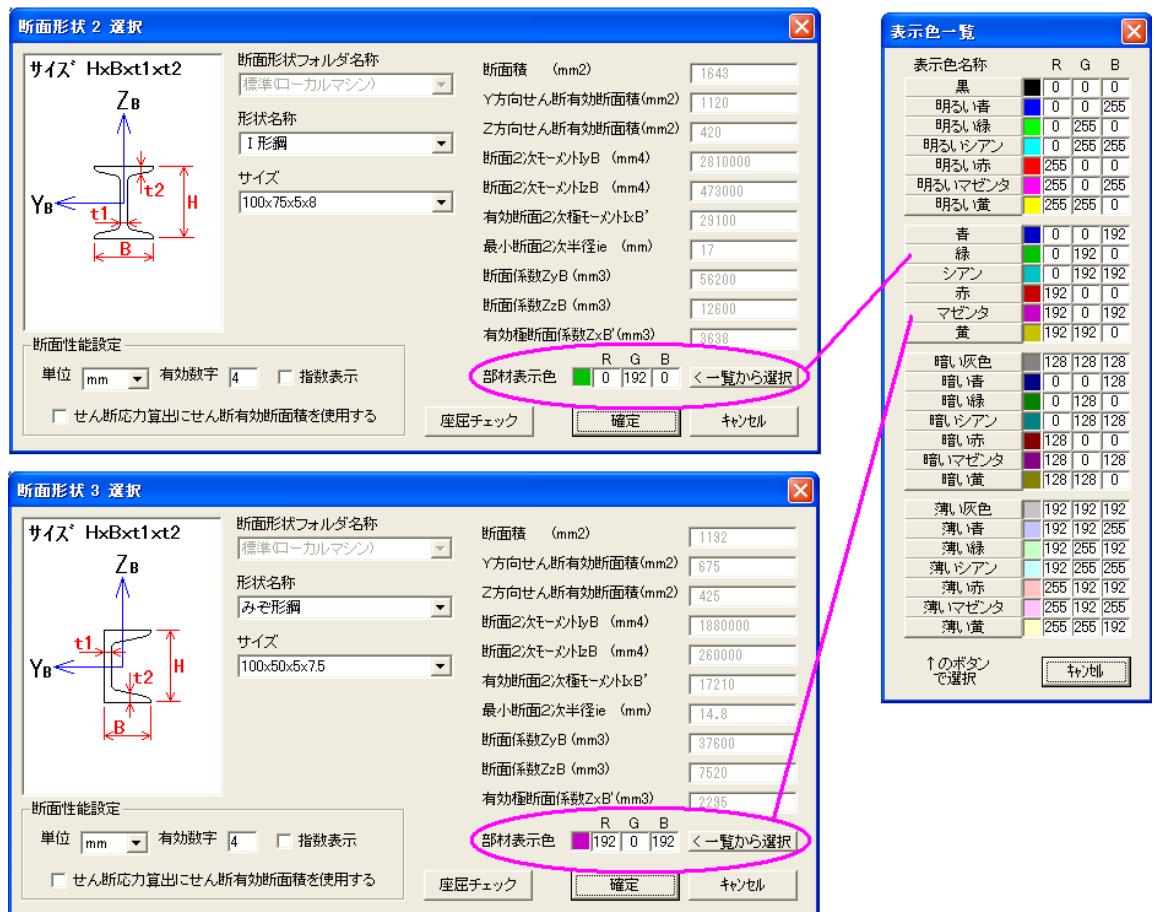 断面形状 2 選択
サイズ HxBxt1xt2
ZB
YB
t1
t2
H
B
断面形状フォルダ名称
標準(ローカルマシン)
形状名称
I 形鋼
サイズ
100x75x5x8
断面積 (mm2) 1643
Y方向せん断有効断面積(mm2) 1120
Z方向せん断有効断面積(mm2) 420
断面2次モーメントIyB (mm4) 2810000
断面2次モーメントIzB (mm4) 473000
有効断面2次極モーメントIxB' 29100
最小断面2次半径ie (mm) 17
断面係数ZyB (mm3) 56200
断面係数ZzB (mm3) 12600
有効極断面係数ZxB'(mm3) 3638
R G B
部材表示色 0 192 0 <一覧から選択
断面性能設定
単位 mm 有効数字 4 指数表示
せん断応力算出にせん断有効断面積を使用する
座屈チェック 確定 キャンセル
断面形状 3 選択
サイズ HxBxt1xt2
ZB
YB
t1
t2
H
B
断面形状フォルダ名称
標準(ローカルマシン)
形状名称
みぞ形鋼
サイズ
100x50x5x7.5
断面積 (mm2) 1192
Y方向せん断有効断面積(mm2) 675
Z方向せん断有効断面積(mm2) 425
断面2次モーメントIyB (mm4) 1880000
断面2次モーメントIzB (mm4) 260000
有効断面2次極モーメントIxB' 17210
最小断面2次半径ie (mm) 14.8
断面係数ZyB (mm3) 37600
断面係数ZzB (mm3) 7520
有効極断面係数ZxB'(mm3) 2295
R G B
部材表示色 192 0 192 <一覧から選択
断面性能設定
単位 mm 有効数字 4 指数表示
せん断応力算出にせん断有効断面積を使用する
座屈チェック 確定 キャンセル
表示色一覧
表示色名称 R G B
黒 0 0 0
明るい青 0 0 255
明るい緑 0 255 0
明るいシアン 0 255 255
明るい赤 255 0 0
明るいマゼンタ 255 0 255
明るい黄 255 255 0
青 0 0 192
緑 0 192 0
シアン 0 192 192
赤 192 0 0
マゼンタ 192 0 192
黄 192 192 0
暗い灰色 128 128 128
暗い青 0 0 128
暗い緑 0 128 0
暗いシアン 0 128 128
暗い赤 128 0 0
暗いマゼンタ 128 0 128
暗い黄 128 128 0
薄い灰色 192 192 192
薄い青 192 192 255
薄い緑 192 255 192
薄いシアン 192 255 255
薄い赤 255 192 192
薄いマゼンタ 255 192 255
薄い黄 255 255 192
↑のボタン
で選択
キャンセル